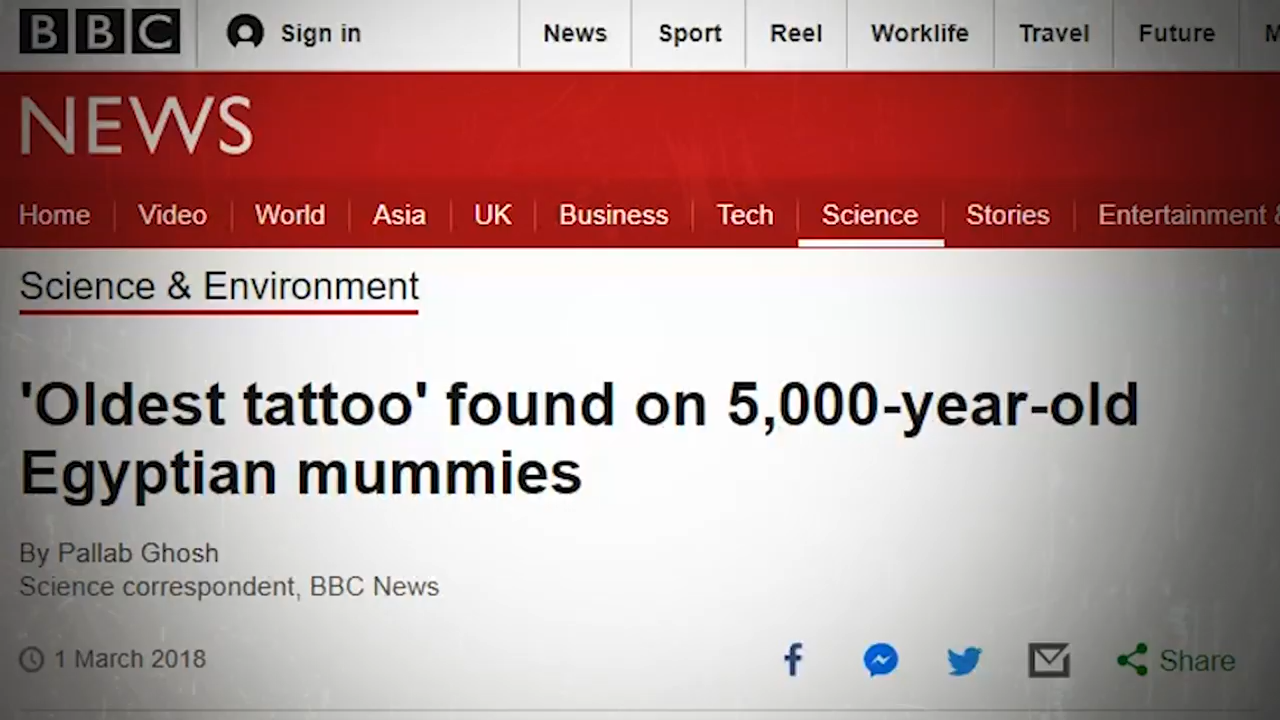 BBC Sign in News Sport Reel Worklife Travel Future
NEWS
Home Video World Asia UK Business Tech Science Stories Entertainment &
Science & Environment
'Oldest tattoo' found on 5,000-year-old
Egyptian mummies
By Pallab Ghosh
Science correspondent, BBC News
1 March 2018 Share